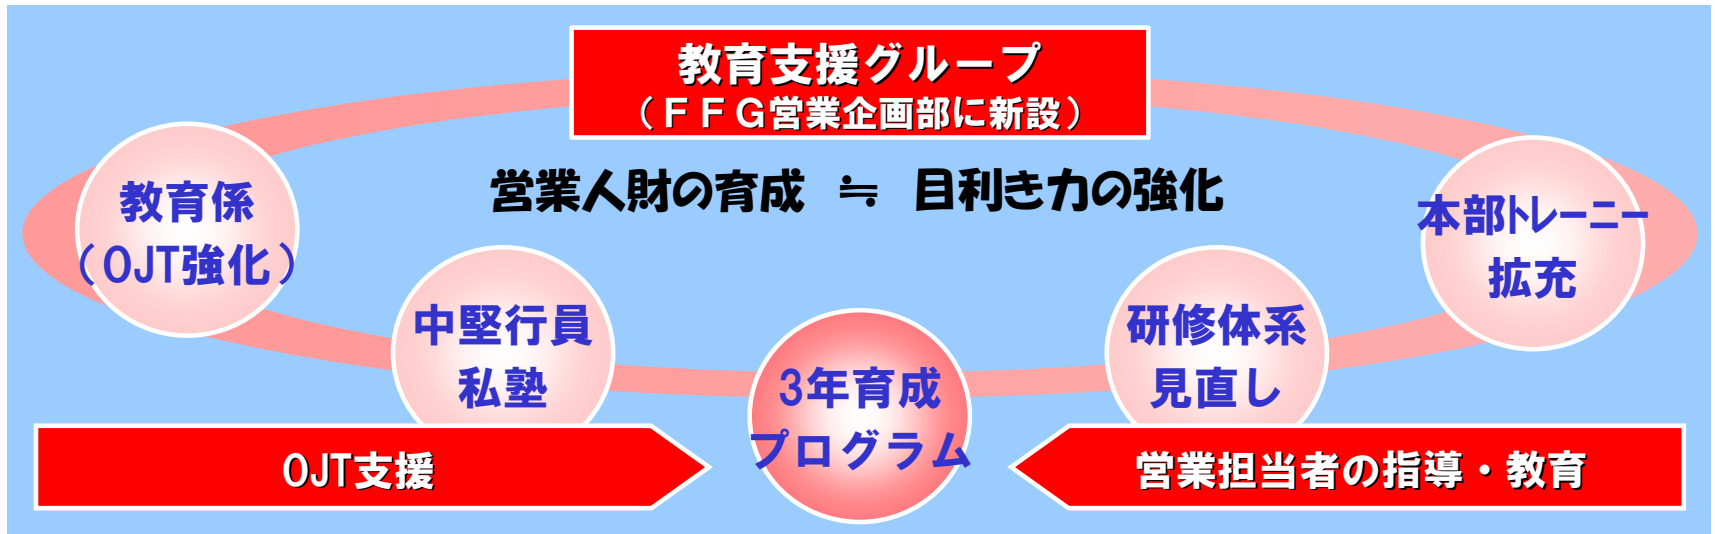 教育支援グループ
（ＦＦＧ営業企画部に新設）
営業人財の育成 ≒ 目利き力の強化
教育係
（OJT強化）
中堅行員
私塾
3年育成
プログラム
研修体系
見直し
本部トレーニー
拡充
OJT支援
営業担当者の指導・教育